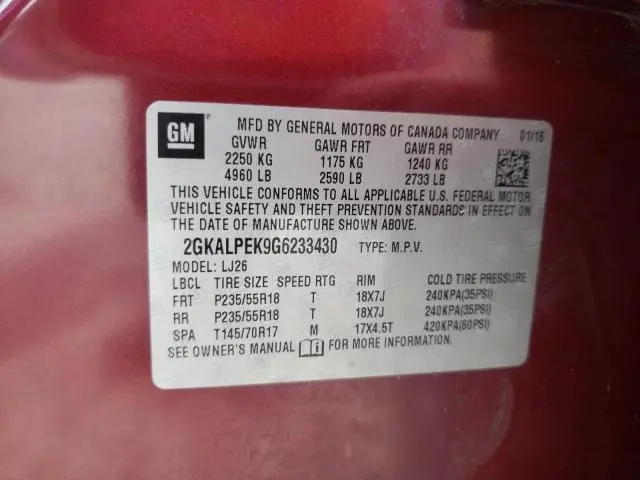 GM
MFD BY GENERAL MOTORS OF CANADA COMPANY 01/16
GVWR GAWR FRT GAWR RR
2250 KG 1175 KG 1240 KG
4960 LB 2590 LB 2733 LB
THIS VEHICLE CONFORMS TO ALL APPLICABLE U.S. FEDERAL MOTOR
VEHICLE SAFETY AND THEFT PREVENTION STANDARDS IN EFFECT ON
THE DATE OF MANUFACTURE SHOWN ABOVE.
2GKALPEK9G6233430 TYPE: M.P.V.
MODEL: LJ26
LBCL TIRE SIZE SPEED RTG RIM COLD TIRE PRESSURE
FRT P235/55R18 T 18X7J 240KPA(35PSI)
RR P235/55R18 T 18X7J 240KPA(35PSI)
SPA T145/70R17 M 17X4.5T 420KPA(60PSI)
SEE OWNER'S MANUAL FOR MORE INFORMATION.